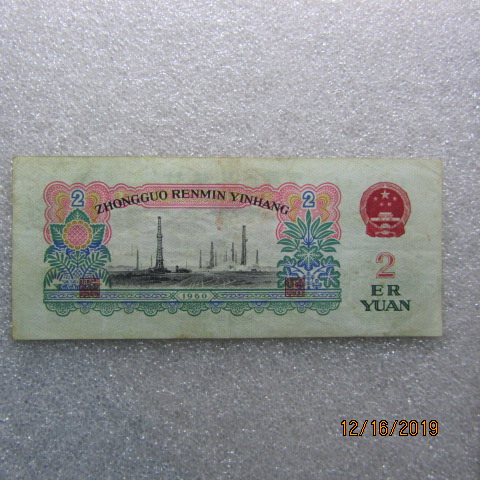 2
2
ZHONGGUO RENMIN YINHANG
1960
2
ER
YUAN
12/16/2019